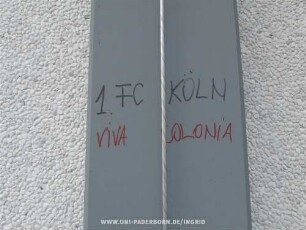 1. FC KÖLN
VIVA COLONIA
WWW.UNI-PADERBORN.DE/INGRID